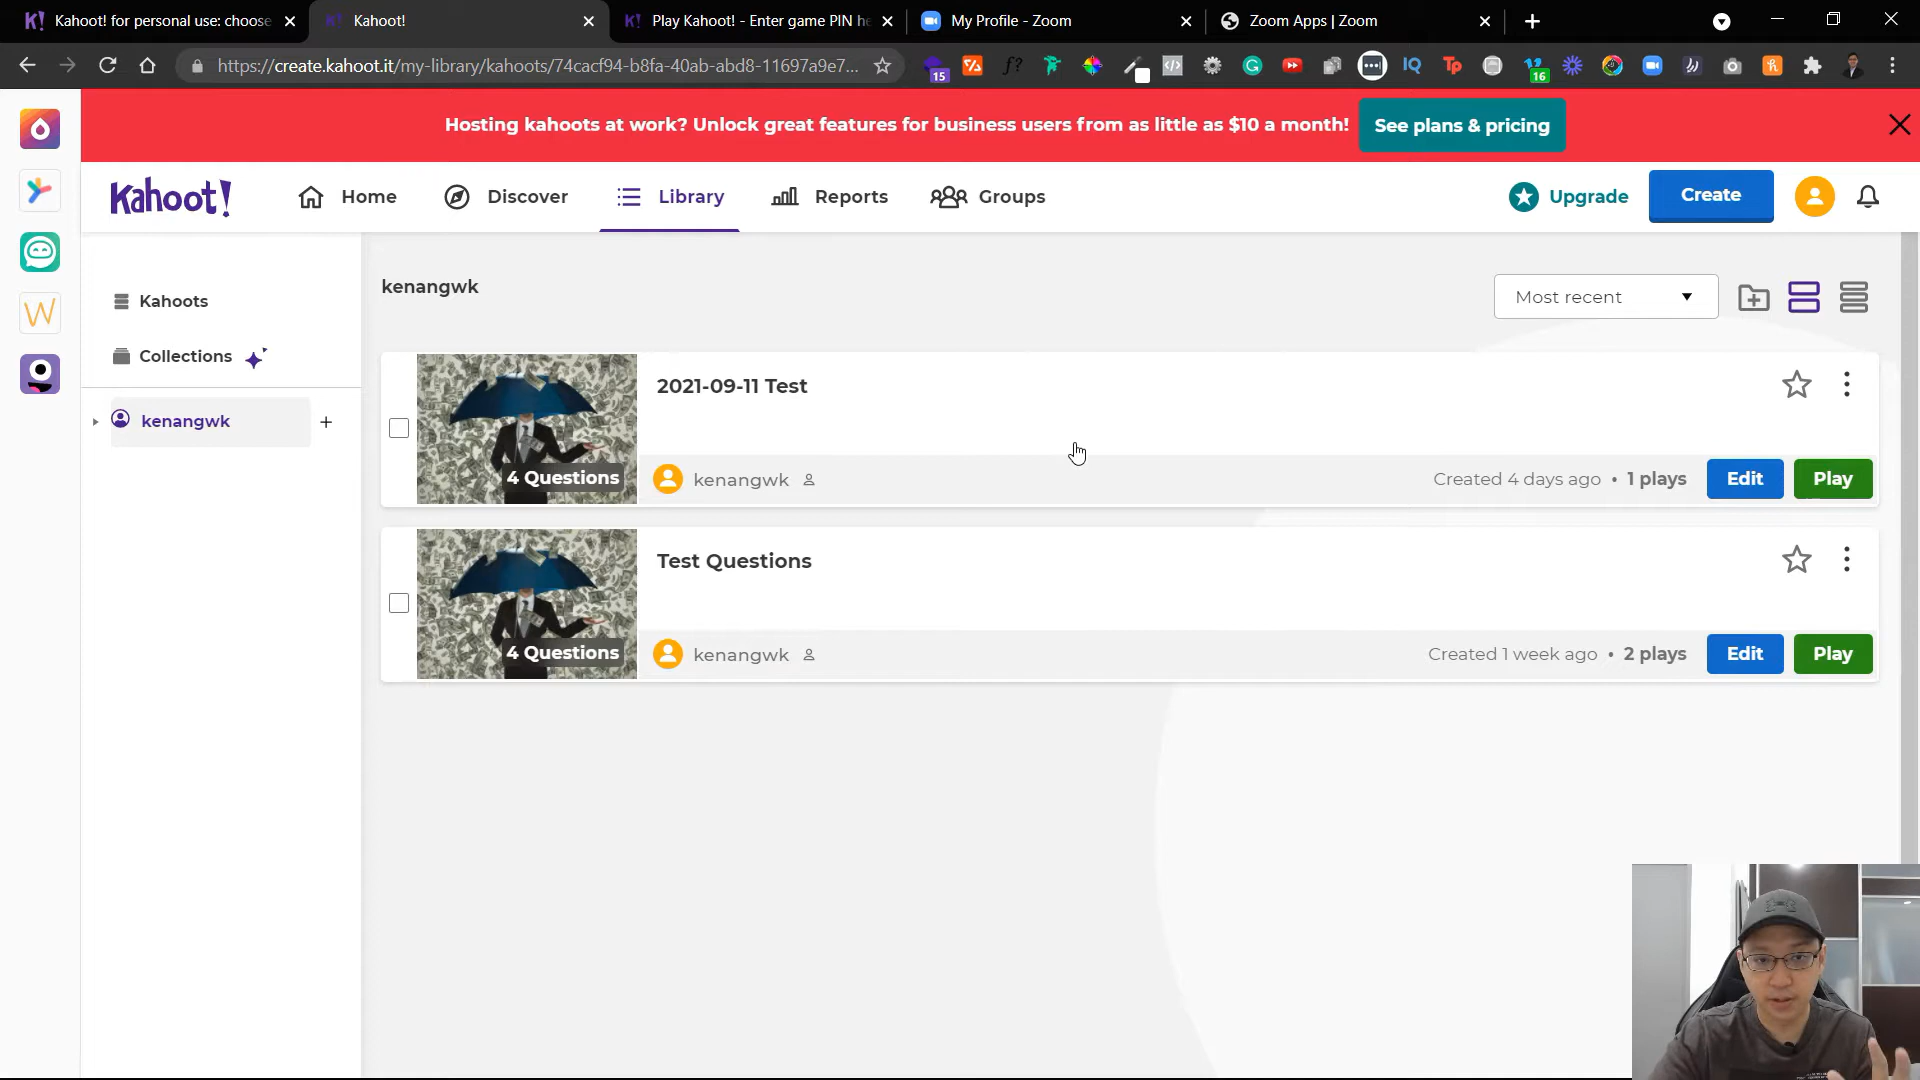 Kahoot! for personal use: choose
Kahoot!
Play Kahoot! - Enter game PIN he
My Profile - Zoom
Zoom Apps | Zoom
https://create.kahoot.it/my-library/kahoots/74cacf94-b8fa-40ab-abd8-11697a9e7...
15
f?
IQ
Tp
16
Hosting kahoots at work? Unlock great features for business users from as little as $10 a month!
See plans & pricing
Kahoot!
Home
Discover
Library
Reports
Groups
Upgrade
Create
W
Kahoots
Collections
kenangwk
+
kenangwk
Most recent
2021-09-11 Test
4 Questions
kenangwk
Created 4 days ago • 1 plays
Edit
Play
Test Questions
4 Questions
kenangwk
Created 1 week ago • 2 plays
Edit
Play